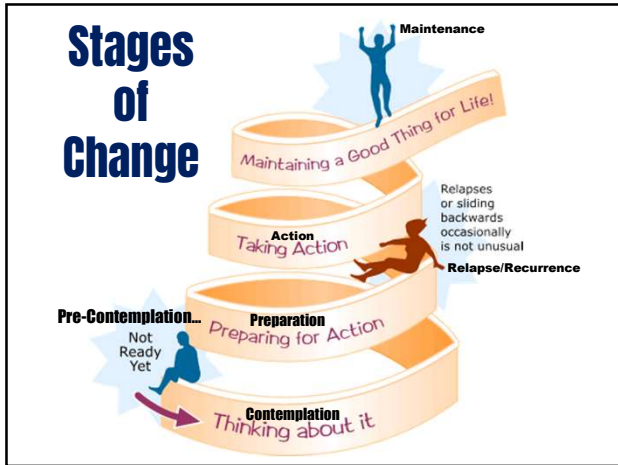 Stages
of
Change
Maintenance
Maintaining a Good Thing for Life!
Relapses
or sliding
backwards
occasionally
is not unusual
Relapse/Recurrence
Action
Taking Action
Pre-Contemplation...
Not
Ready
Yet
Preparation
Preparing for Action
Contemplation
Thinking about it